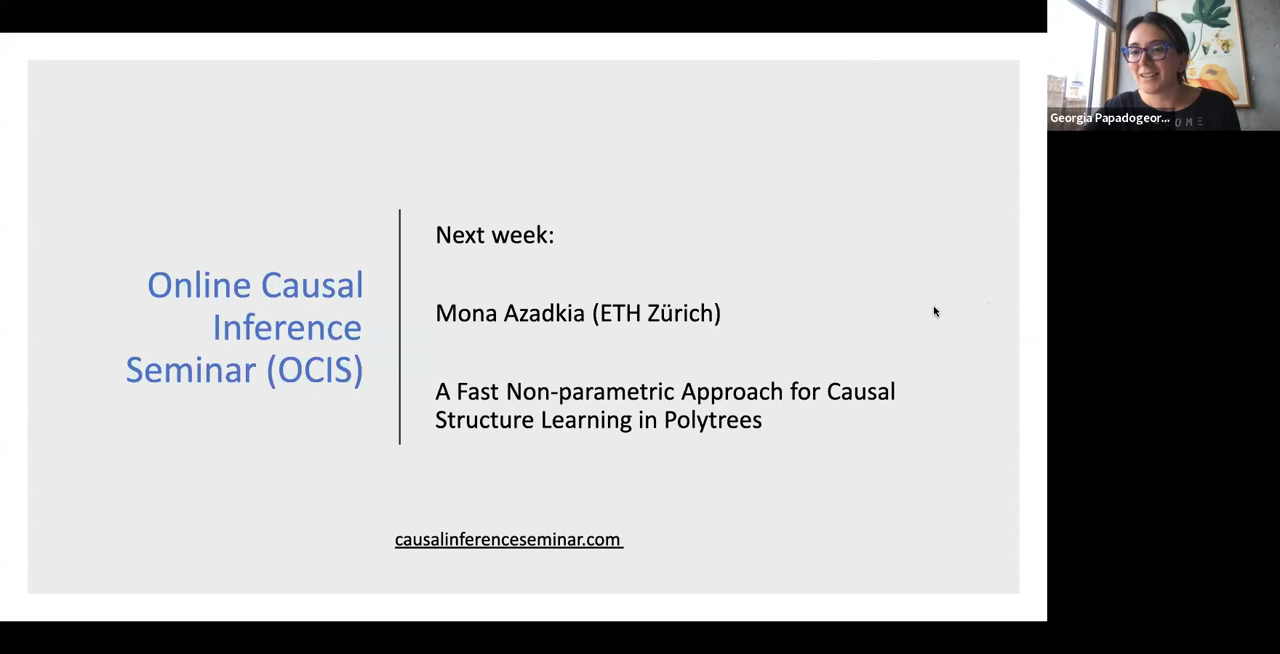 Online Causal
Inference
Seminar (OCIS)
Next week:
Mona Azadkia (ETH Zürich)
A Fast Non-parametric Approach for Causal
Structure Learning in Polytrees
causalinferenceseminar.com
Georgia Papadogeor...
OME